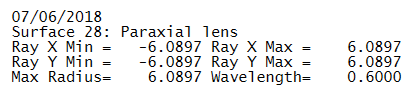 07/06/2018
Surface 28: Paraxial lens
Ray X Min =   -6.0897 Ray X Max =    6.0897
Ray Y Min =   -6.0897 Ray Y Max =    6.0897
Max Radius=    6.0897 Wavelength=    0.6000